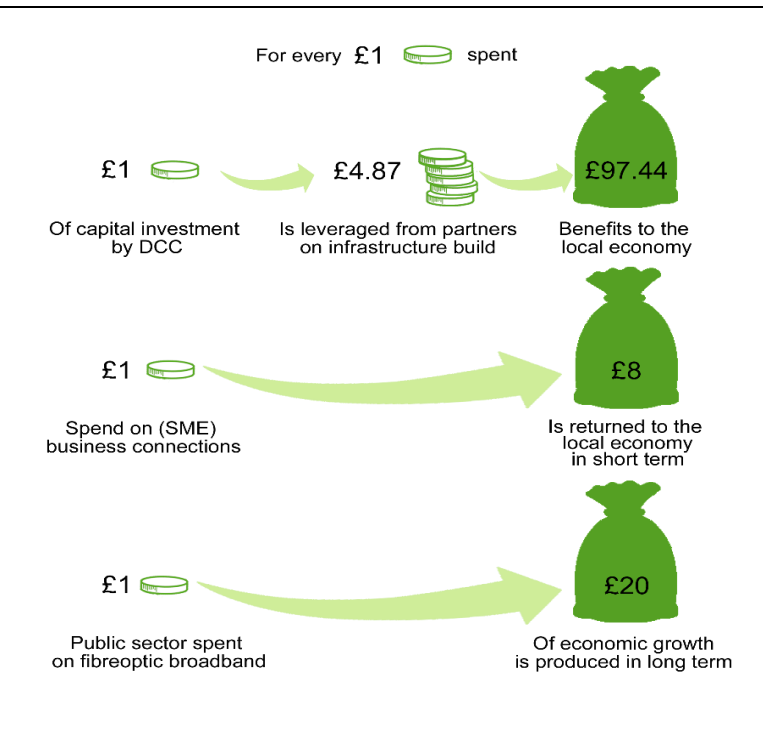 For every £1 spent
£1 £4.87 £97.44
Of capital investment
by DCC
Is leveraged from partners
on infrastructure build
Benefits to the
local economy
£1 £8
Spend on (SME)
business connections
Is returned to the
local economy
in short term
£1 £20
Public sector spent
on fibreoptic broadband
Of economic growth
is produced in long term